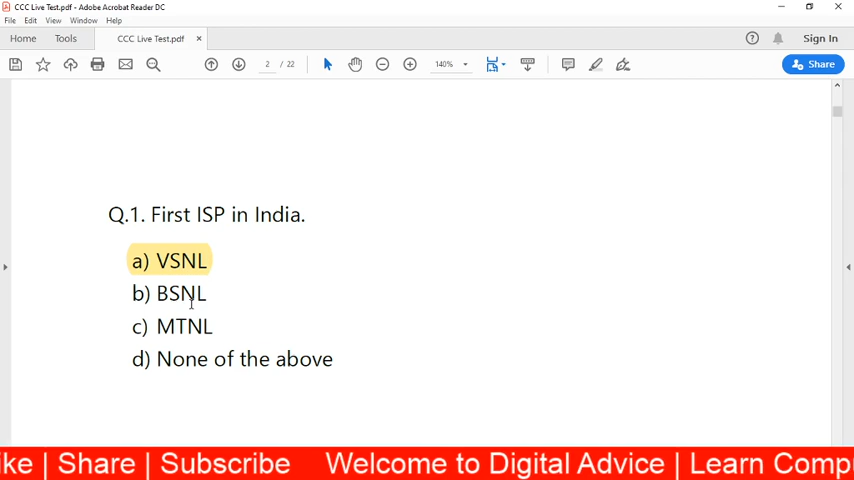 CCC Live Test.pdf - Adobe Acrobat Reader DC
File Edit View Window Help
Home Tools CCC Live Test.pdf × Sign In
2 / 22 140% Share
Q.1. First ISP in India.
a) VSNL
b) BSNL
c) MTNL
d) None of the above
ike | Share | Subscribe Welcome to Digital Advice | Learn Compu